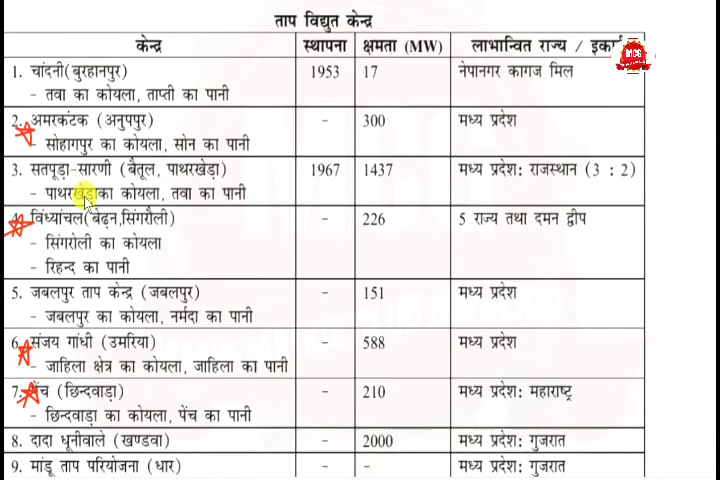 ताप विद्युत केन्द्र
केन्द्र स्थापना क्षमता (MW) लाभान्वित राज्य /
MCG
1. चांदनी(बुरहानपुर) 1953 17 नेपानगर कागज मिल
- तवा का कोयला, ताप्ती का पानी
2. अमरकंटक (अनुपपुर) - 300 मध्य प्रदेश
- सोहागपुर का कोयला, सोन का पानी
3. सतपूड़ा-सारणी (बैतूल, पाथरखेड़ा) 1967 1437 मध्य प्रदेश: राजस्थान (3 : 2)
- पाथरखेड़ाका कोयला, तवा का पानी
4. विंध्यांचल(बैढ़न,सिंगरौली) - 226 5 राज्य तथा दमन द्वीप
- सिंगरोली का कोयला
- रिहन्द का पानी
5. जबलपुर ताप केन्द्र (जबलपुर) - 151 मध्य प्रदेश
- जबलपुर का कोयला, नर्मदा का पानी
6. संजय गांधी (उमरिया) - 588 मध्य प्रदेश
- जाहिला क्षेत्र का कोयला, जाहिला का पानी
7. पेंच (छिन्दवाड़ा) - 210 मध्य प्रदेश: महाराष्ट्र
- छिन्दवाड़ा का कोयला, पेंच का पानी
8. दादा धूनीवाले (खण्डवा) - 2000 मध्य प्रदेश: गुजरात
9. मांडू ताप परियोजना (धार) - - मध्य प्रदेश: गुजरात